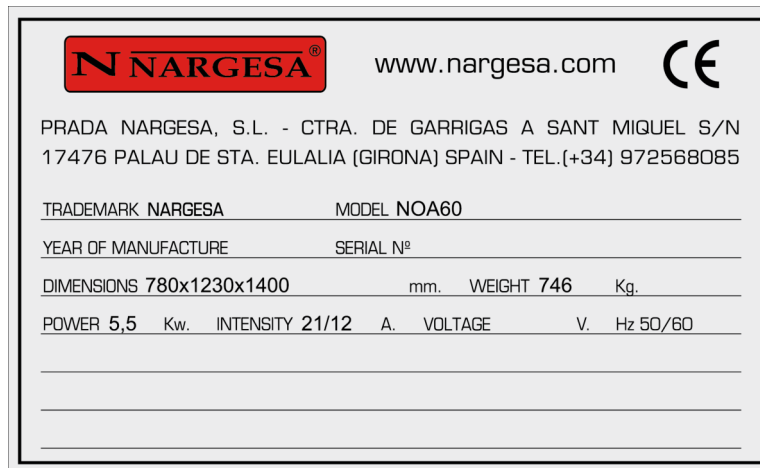 N NARGESA® www.nargesa.com CE
PRADA NARGESA, S.L. - CTRA. DE GARRIGAS A SANT MIQUEL S/N
17476 PALAU DE STA. EULALIA (GIRONA) SPAIN - TEL.(+34) 972568085
TRADEMARK NARGESA MODEL NOA60
YEAR OF MANUFACTURE SERIAL Nº
DIMENSIONS 780x1230x1400 mm. WEIGHT 746 Kg.
POWER 5,5 Kw. INTENSITY 21/12 A. VOLTAGE V. Hz 50/60